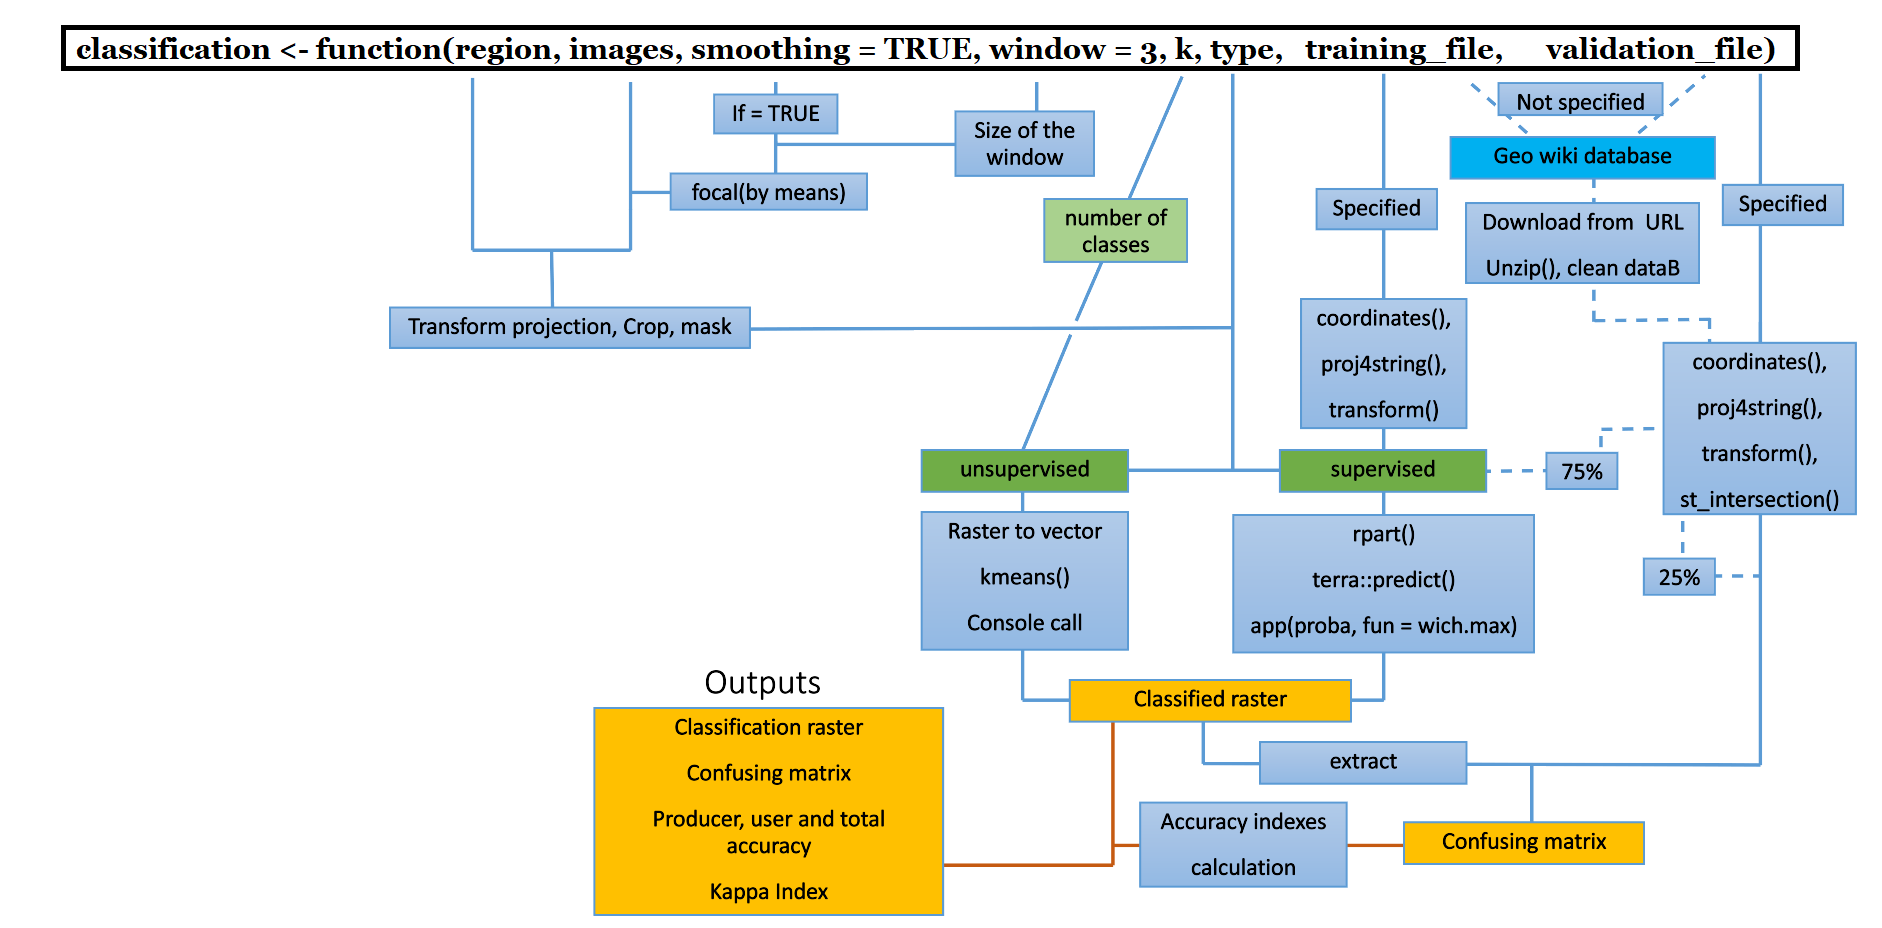 classification <- function(region, images, smoothing = TRUE, window = 3, k, type, training_file, validation_file)
If = TRUE
Size of the
window
Not specified
Geo wiki database
focal(by means)
number of
classes
Specified
Download from URL
Unzip(), clean dataB
Specified
Transform projection, Crop, mask
coordinates(),
proj4string(),
transform()
coordinates(),
proj4string(),
transform(),
st_intersection()
unsupervised
supervised
75%
Raster to vector
kmeans()
Console call
rpart()
terra::predict()
app(proba, fun = wich.max)
25%
Outputs
Classification raster
Confusing matrix
Producer, user and total
accuracy
Kappa Index
Classified raster
extract
Accuracy indexes
calculation
Confusing matrix